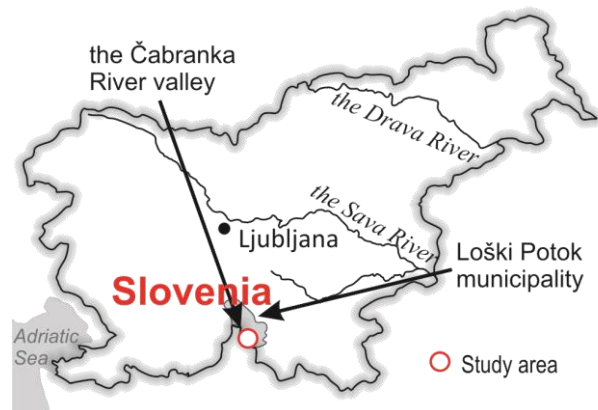 the Čabranka
River valley
the Drava River
the Sava River
Ljubljana
Loški Potok
municipality
Slovenia
Adriatic
Sea
Study area